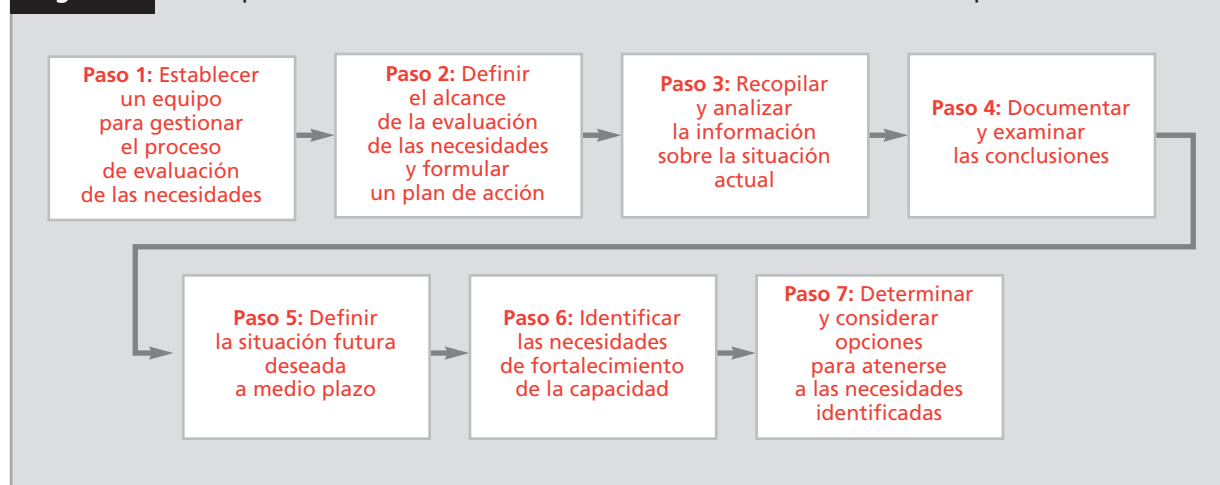 Paso 1: Establecer
un equipo
para gestionar
el proceso
de evaluación
de las necesidades
Paso 2: Definir
el alcance
de la evaluación
de las necesidades
y formular
un plan de acción
Paso 3: Recopilar
y analizar
la información
sobre la situación
actual
Paso 4: Documentar
y examinar
las conclusiones
Paso 5: Definir
la situación futura
deseada
a medio plazo
Paso 6: Identificar
las necesidades
de fortalecimiento
de la capacidad
Paso 7: Determinar
y considerar
opciones
para atenerse
a las necesidades
identificadas